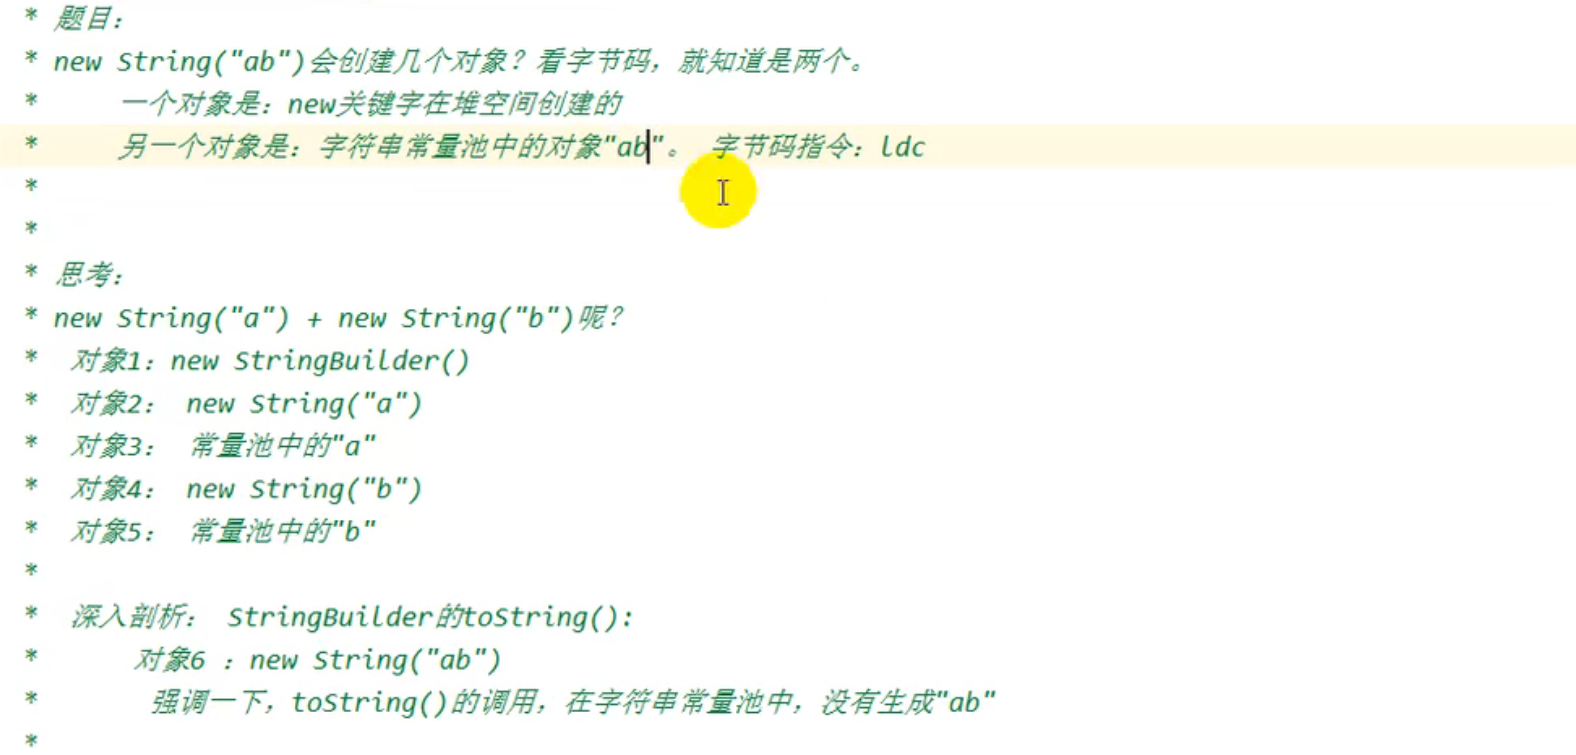 * 题目：
* new String("ab")会创建几个对象？看字节码，就知道是两个。
*     一个对象是：new关键字在堆空间创建的
*     另一个对象是：字符串常量池中的对象"ab"。 字节码指令：ldc
*
*
* 思考：
* new String("a") + new String("b")呢？
*  对象1：new StringBuilder()
*  对象2： new String("a")
*  对象3： 常量池中的"a"
*  对象4： new String("b")
*  对象5： 常量池中的"b"
*
*  深入剖析： StringBuilder的toString():
*      对象6 ：new String("ab")
*       强调一下，toString()的调用，在字符串常量池中，没有生成"ab"
*